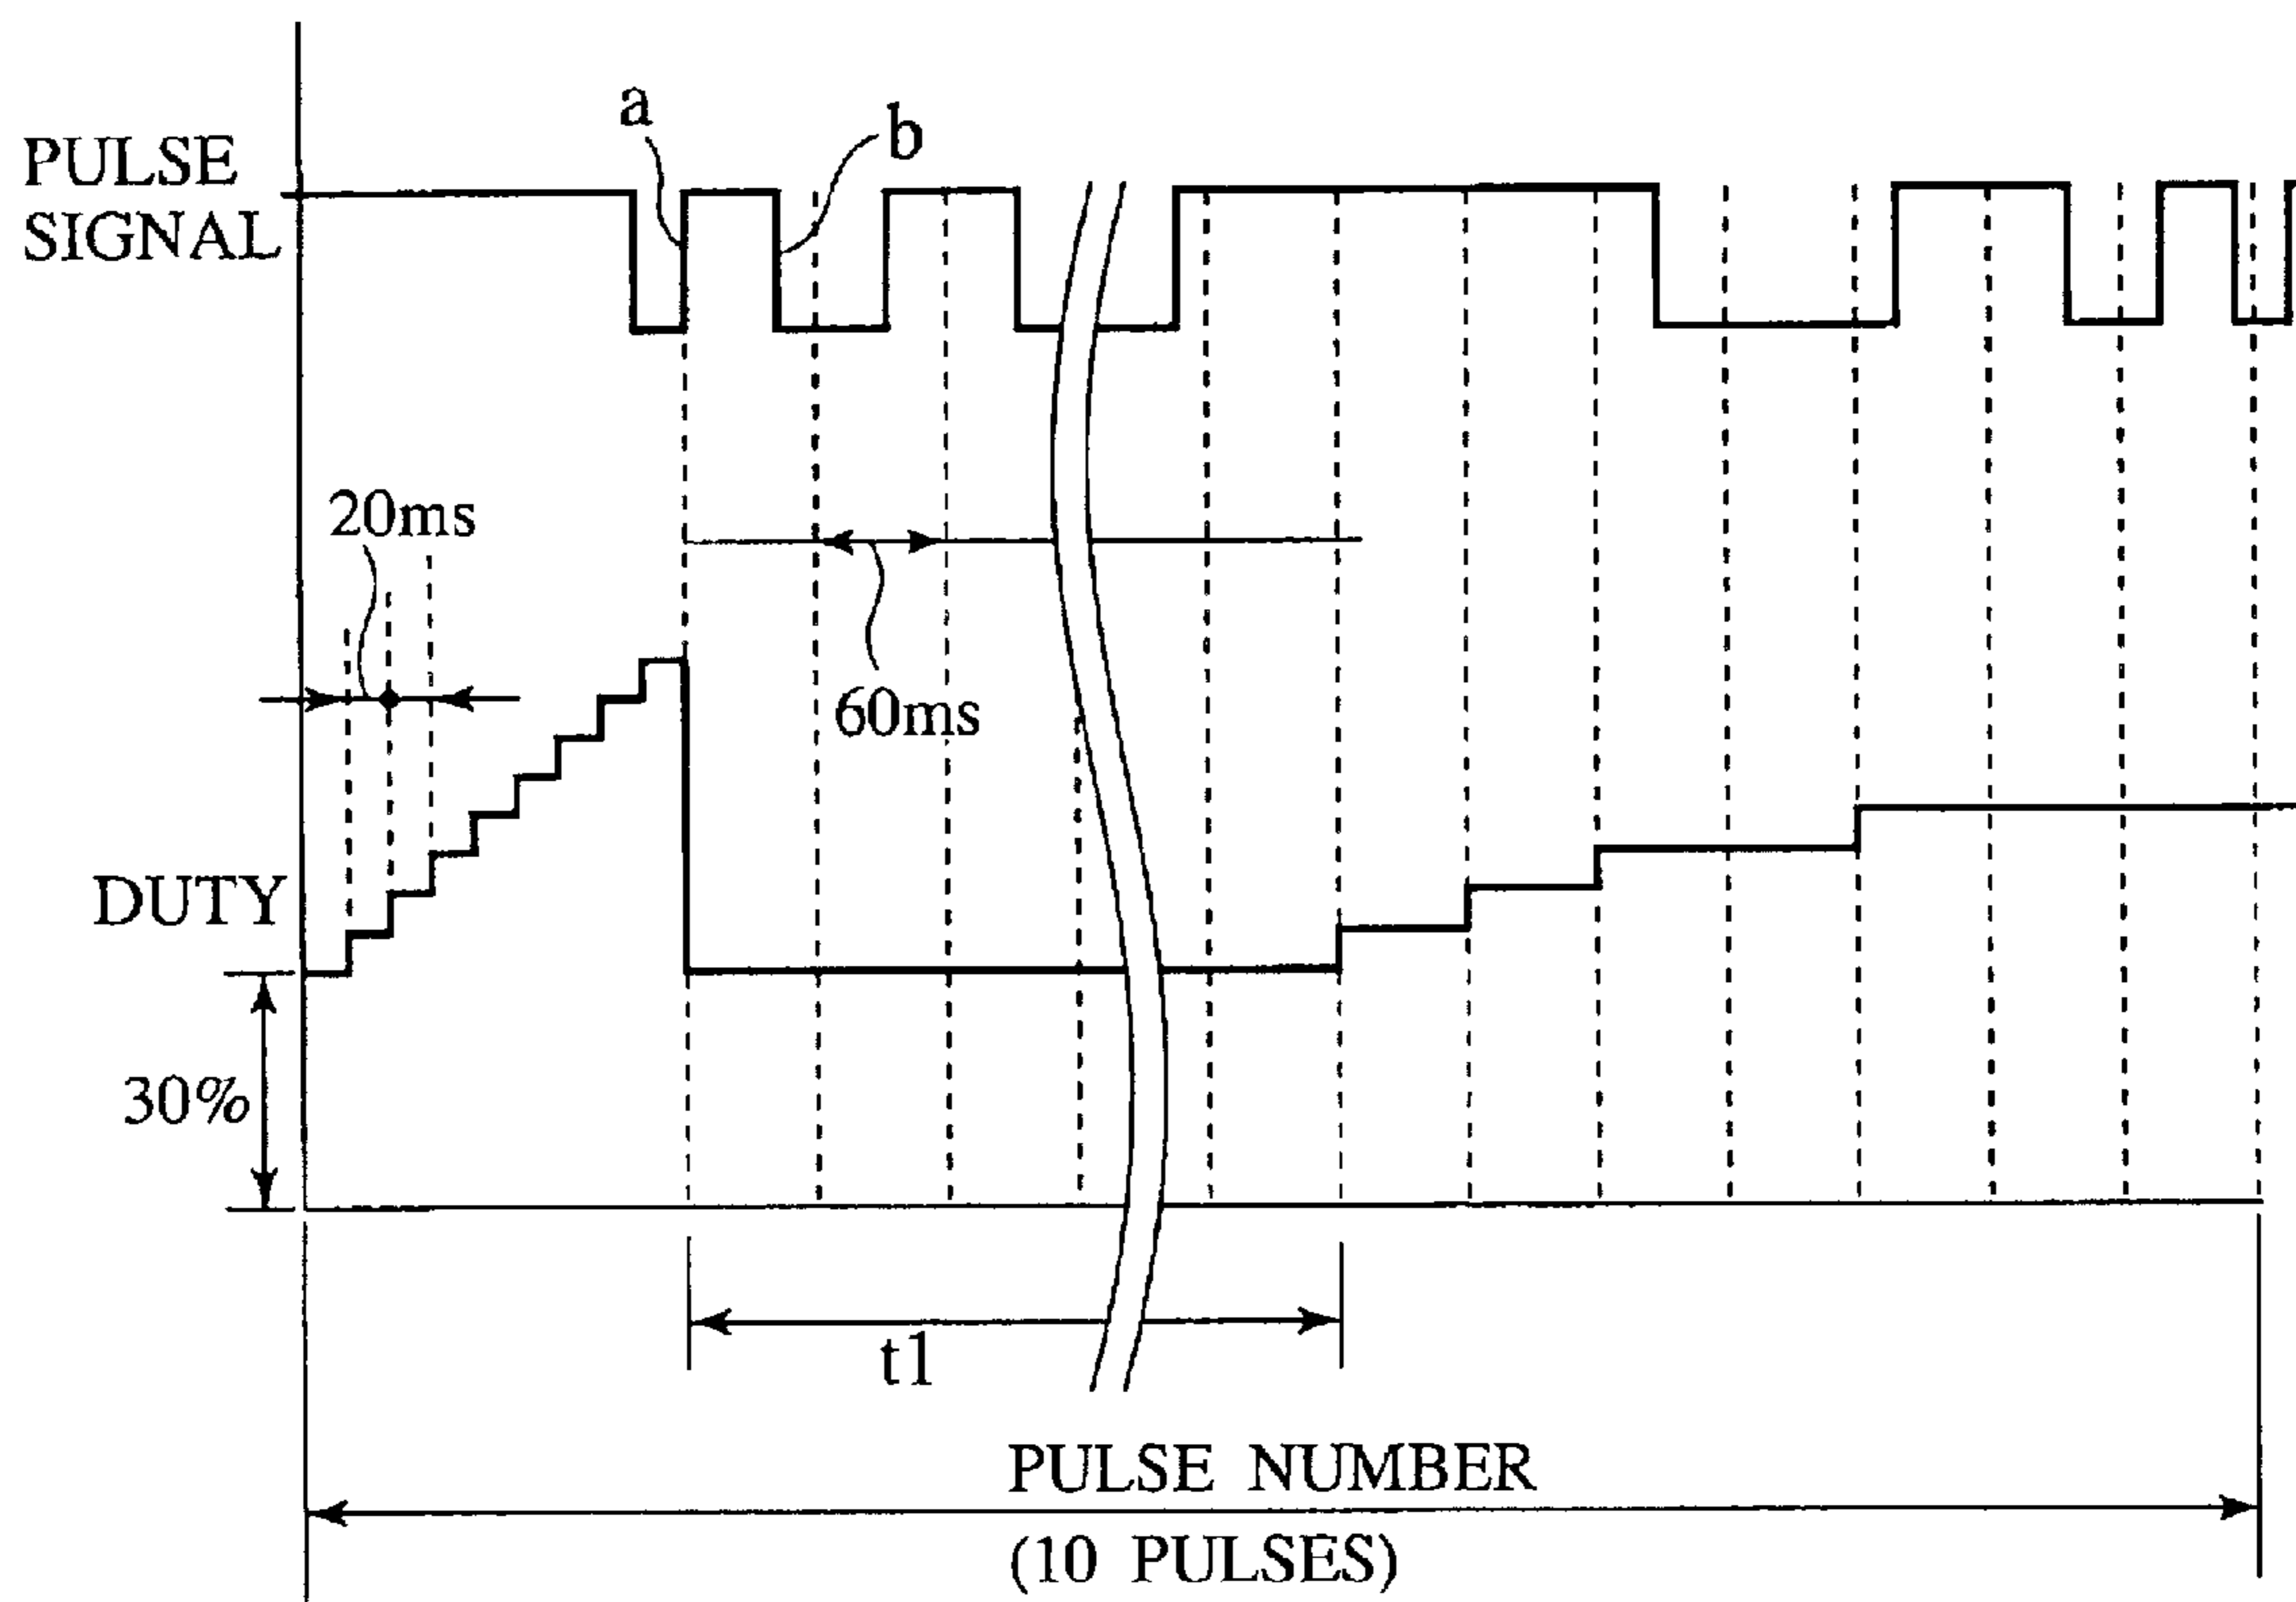 a
b
PULSE
SIGNAL
20ms
60ms
DUTY
30%
t1
PULSE NUMBER
(10 PULSES)